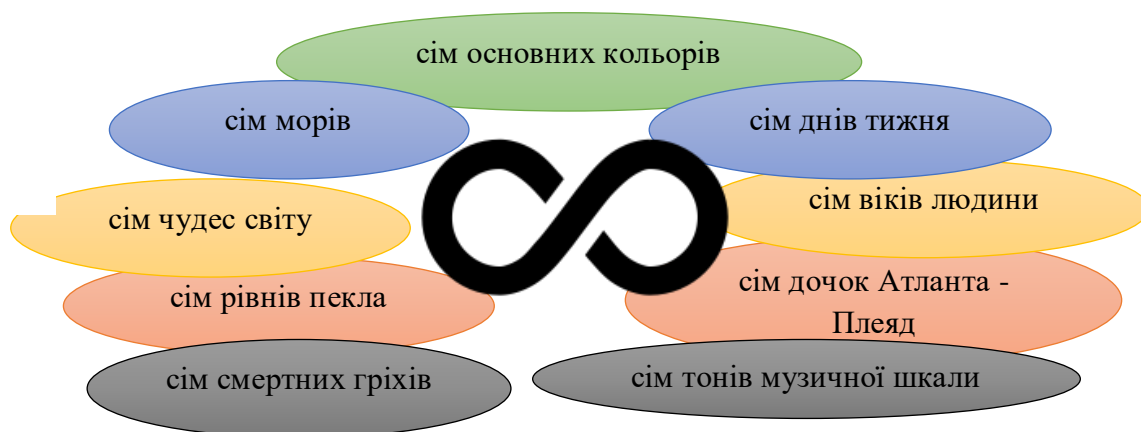 сім основних кольорів
сім морів
сім днів тижня
сім чудес світу
сім віків людини
сім рівнів пекла
сім дочок Атланта -
Плеяд
сім смертних гріхів
сім тонів музичної шкали